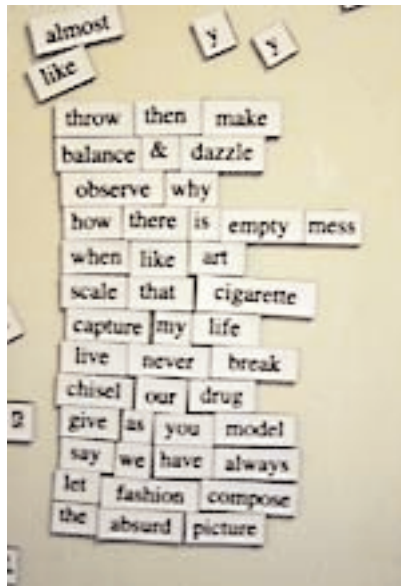 almost
y y
like
throw then make
balance & dazzle
observe why
how there is empty mess
when like art
scale that cigarette
capture my life
live never break
chisel our drug
give as you model
say we have always
let fashion compose
the absurd picture